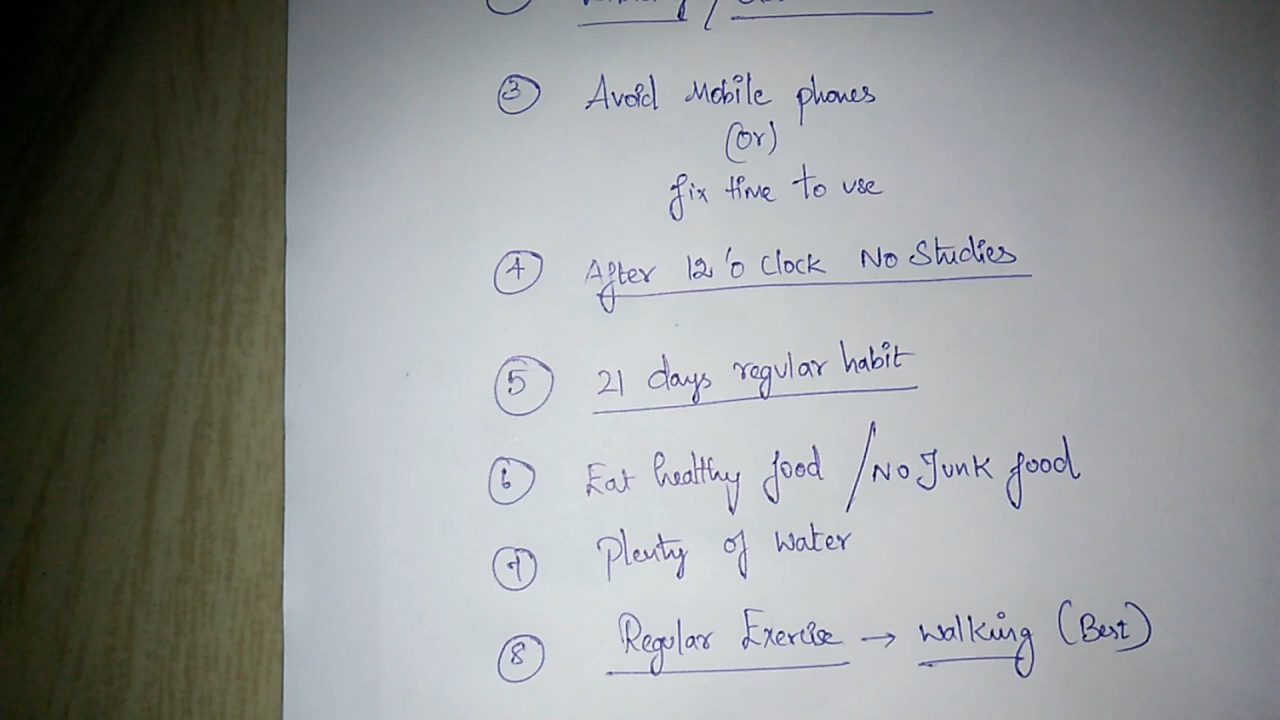 ③ Avoid Mobile phones
(or)
fix time to use
④ After 12 'o Clock No Studies
⑤ 21 days regular habit
⑥ Eat healthy food / No Junk food
⑦ Plenty of water
⑧ Regular Exercise → Walking (Best)